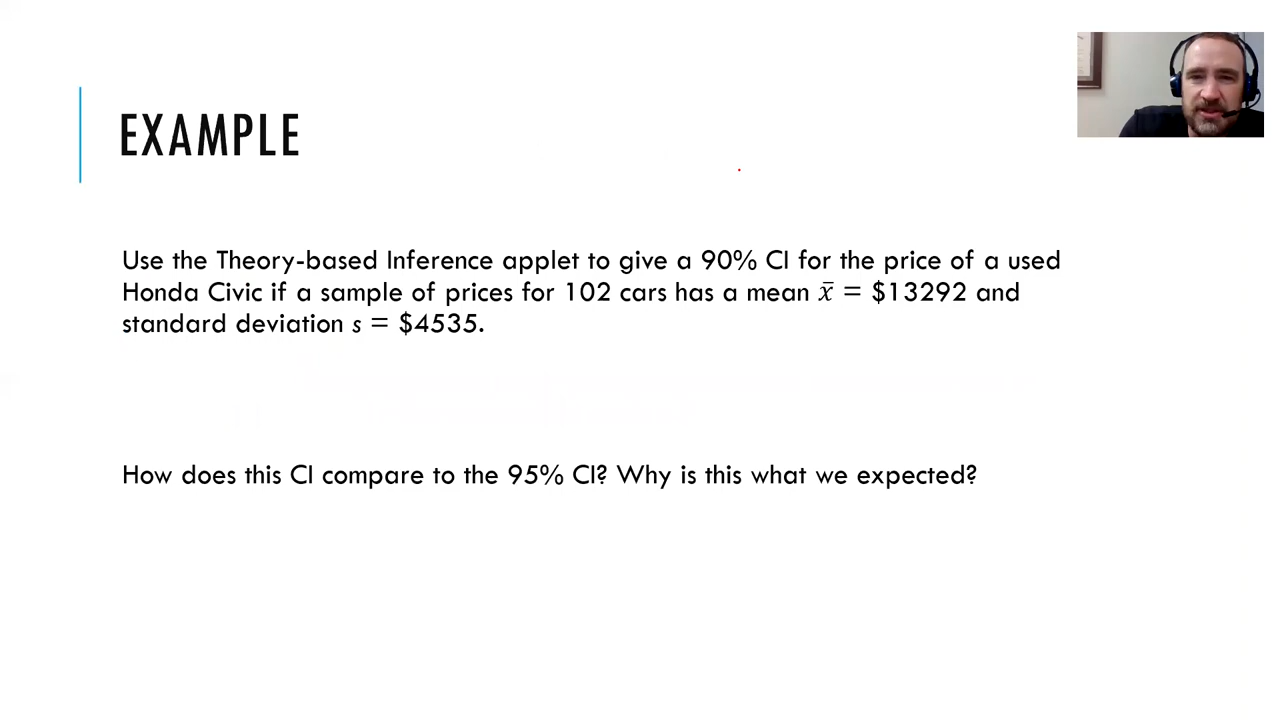 EXAMPLE
Use the Theory-based Inference applet to give a 90% CI for the price of a used
Honda Civic if a sample of prices for 102 cars has a mean x̄ = $13292 and
standard deviation s = $4535.
How does this CI compare to the 95% CI? Why is this what we expected?